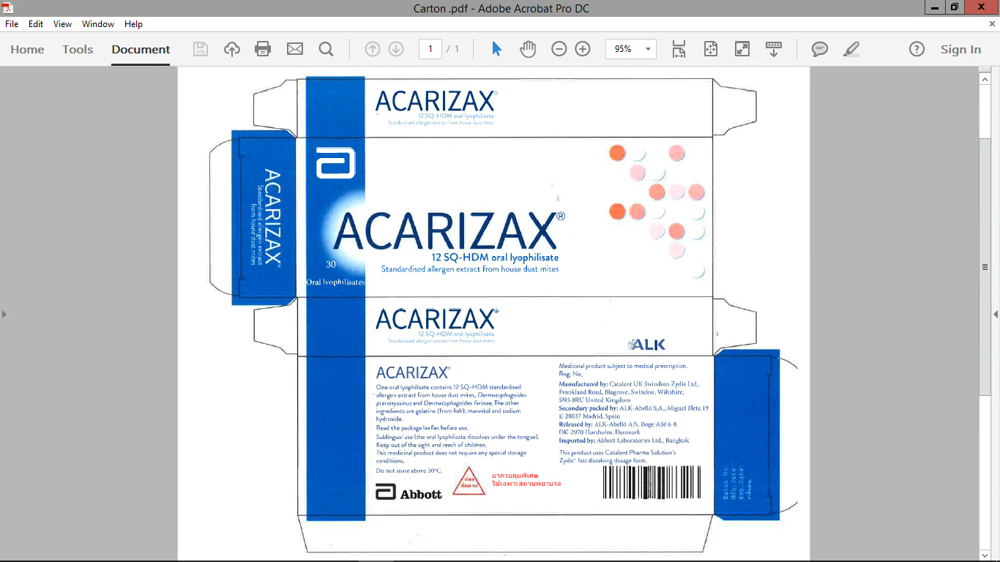 Carton .pdf - Adobe Acrobat Pro DC
File Edit View Window Help
Home Tools Document
1 / 1
95%
Sign In
ACARIZAX®
12 SQ-HDM oral lyophilisate
Standardised allergen extract from house dust mites
ACARIZAX®
Standardised allergen extract
from house dust mites
ACARIZAX®
12 SQ-HDM oral lyophilisate
Standardised allergen extract from house dust mites
30
Oral lyophilisates
ACARIZAX®
12 SQ-HDM oral lyophilisate
Standardised allergen extract from house dust mites
ALK
ACARIZAX®
One oral lyophilisate contains 12 SQ-HDM standardised
allergen extract from house dust mites, Dermatophagoides
pteronyssinus and Dermatophagoides farinae. The other
ingredients are gelatine (from fish), mannitol and sodium
hydroxide.
Read the package leaflet before use.
Sublingual use (the oral lyophilisate dissolves under the tongue).
Keep out of the sight and reach of children.
This medicinal product does not require any special storage
conditions.
Do not store above 30°C.
Abbott
ต้อง
ติดตาม
ยาควบคุมพิเศษ
ใช้เฉพาะสถานพยาบาล
Medicinal product subject to medical prescription.
Reg. No.
Manufactured by: Catalent UK Swindom Zydis Ltd.,
Frankland Road, Blagrove, Swindon, Wiltshire,
SN5 8RU United Kingdom
Secundary packed by: ALK-Abelló S.A., Miguel Fleta 19
E-28037 Madrid, Spain
Released by: ALK-Abelló A/S, Bøge Allé 6-8
DK-2970 Hørsholm, Denmark
Imported by: Abbott Laboratories Ltd., Bangkok
This product uses Catalent Pharma Solution's
Zydis® fast dissolving dosage form.
Batch No.
Mfg.Date:
EXP.Date: